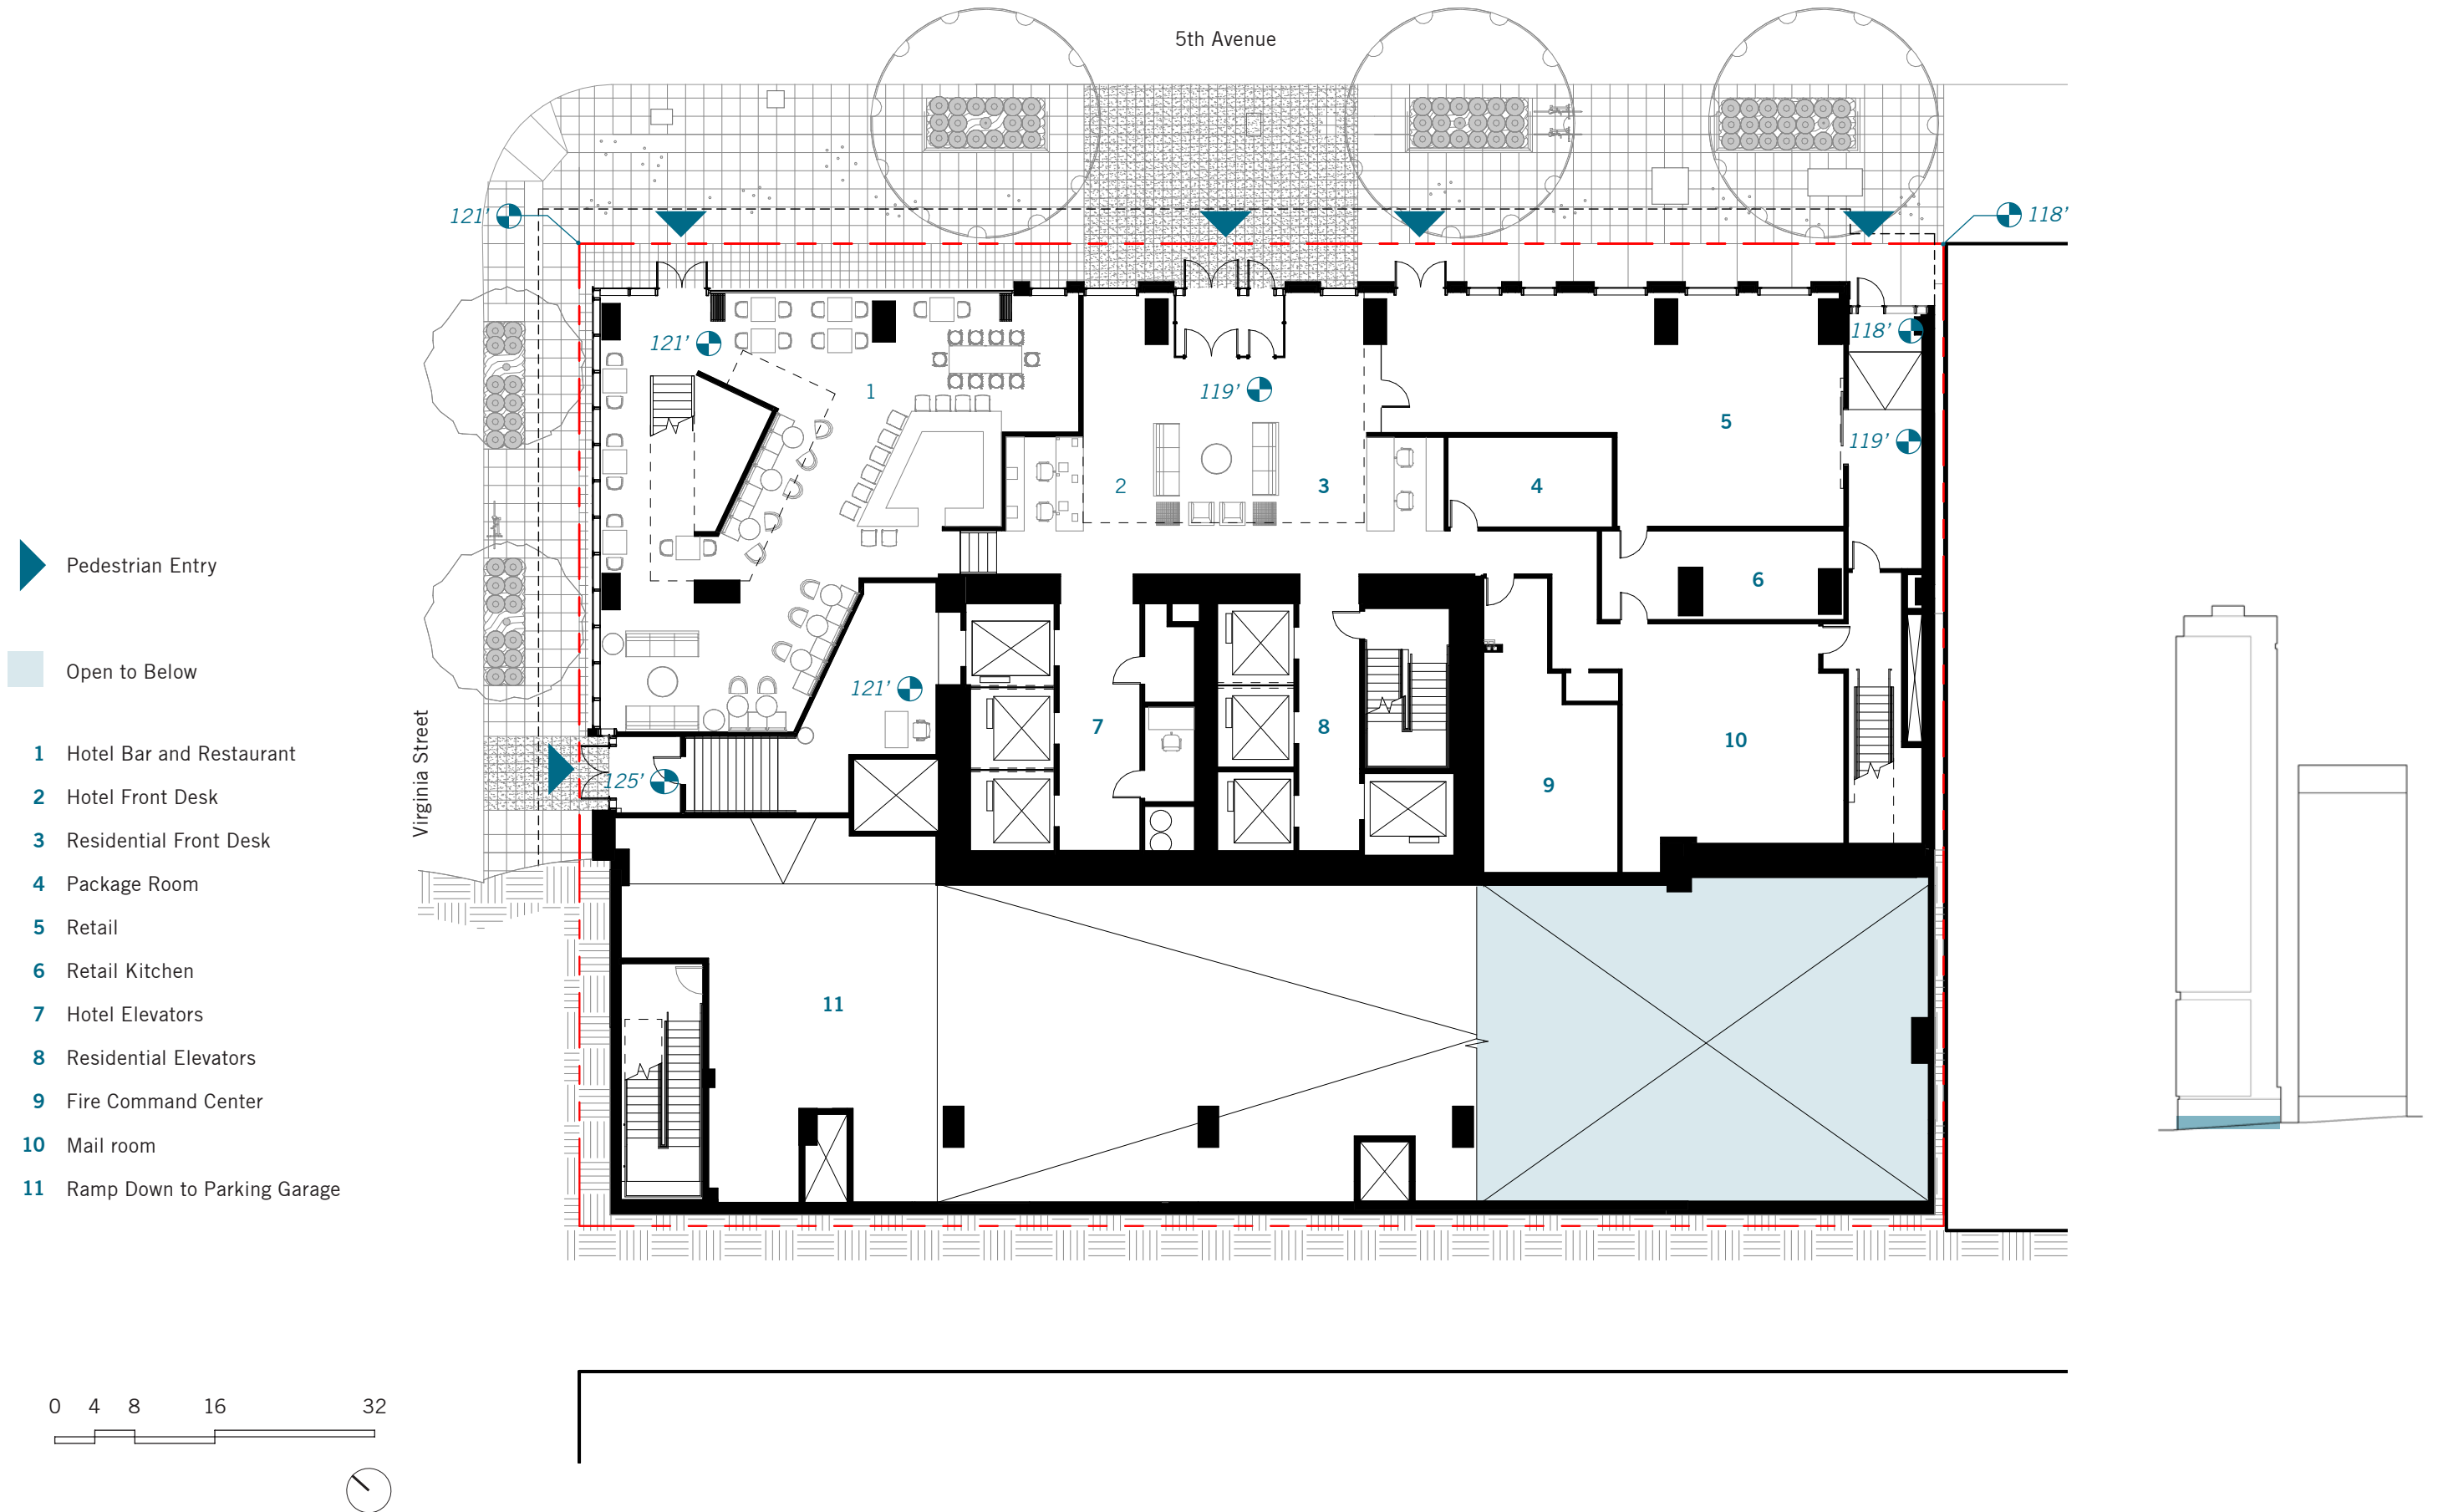 5th Avenue
121'
118'
121'
118'
1
119'
5
119'
2
3
4
6
Pedestrian Entry
Open to Below
121'
7
8
10
Virginia Street
125'
9
1 Hotel Bar and Restaurant
2 Hotel Front Desk
3 Residential Front Desk
4 Package Room
5 Retail
6 Retail Kitchen
7 Hotel Elevators
8 Residential Elevators
9 Fire Command Center
10 Mail room
11 Ramp Down to Parking Garage
11
0 4 8 16 32